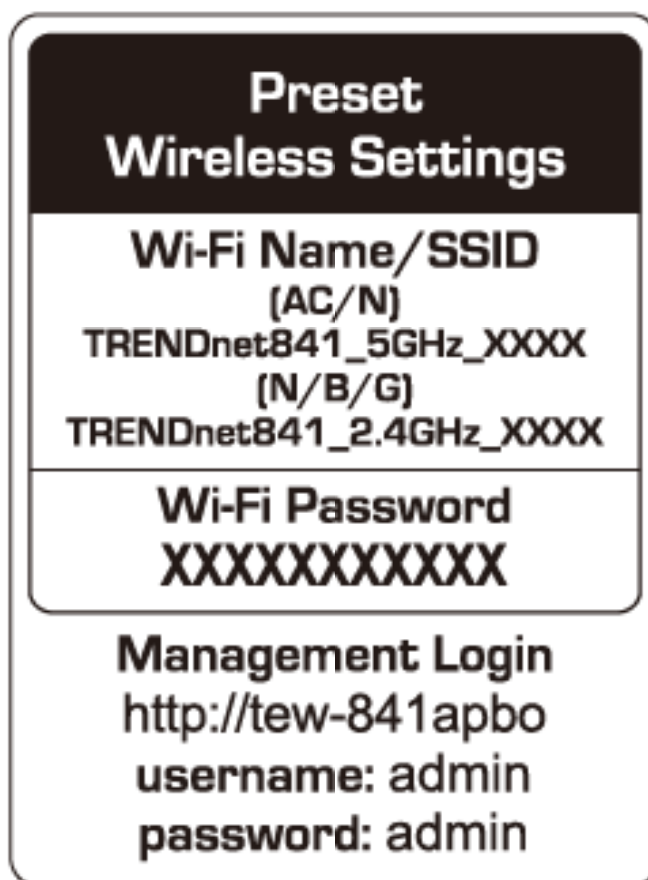 Preset
Wireless Settings
Wi-Fi Name/SSID
(AC/N)
TRENDnet841_5GHz_XXXX
(N/B/G)
TRENDnet841_2.4GHz_XXXX
Wi-Fi Password
XXXXXXXXXXX
Management Login
http://tew-841apbo
username: admin
password: admin